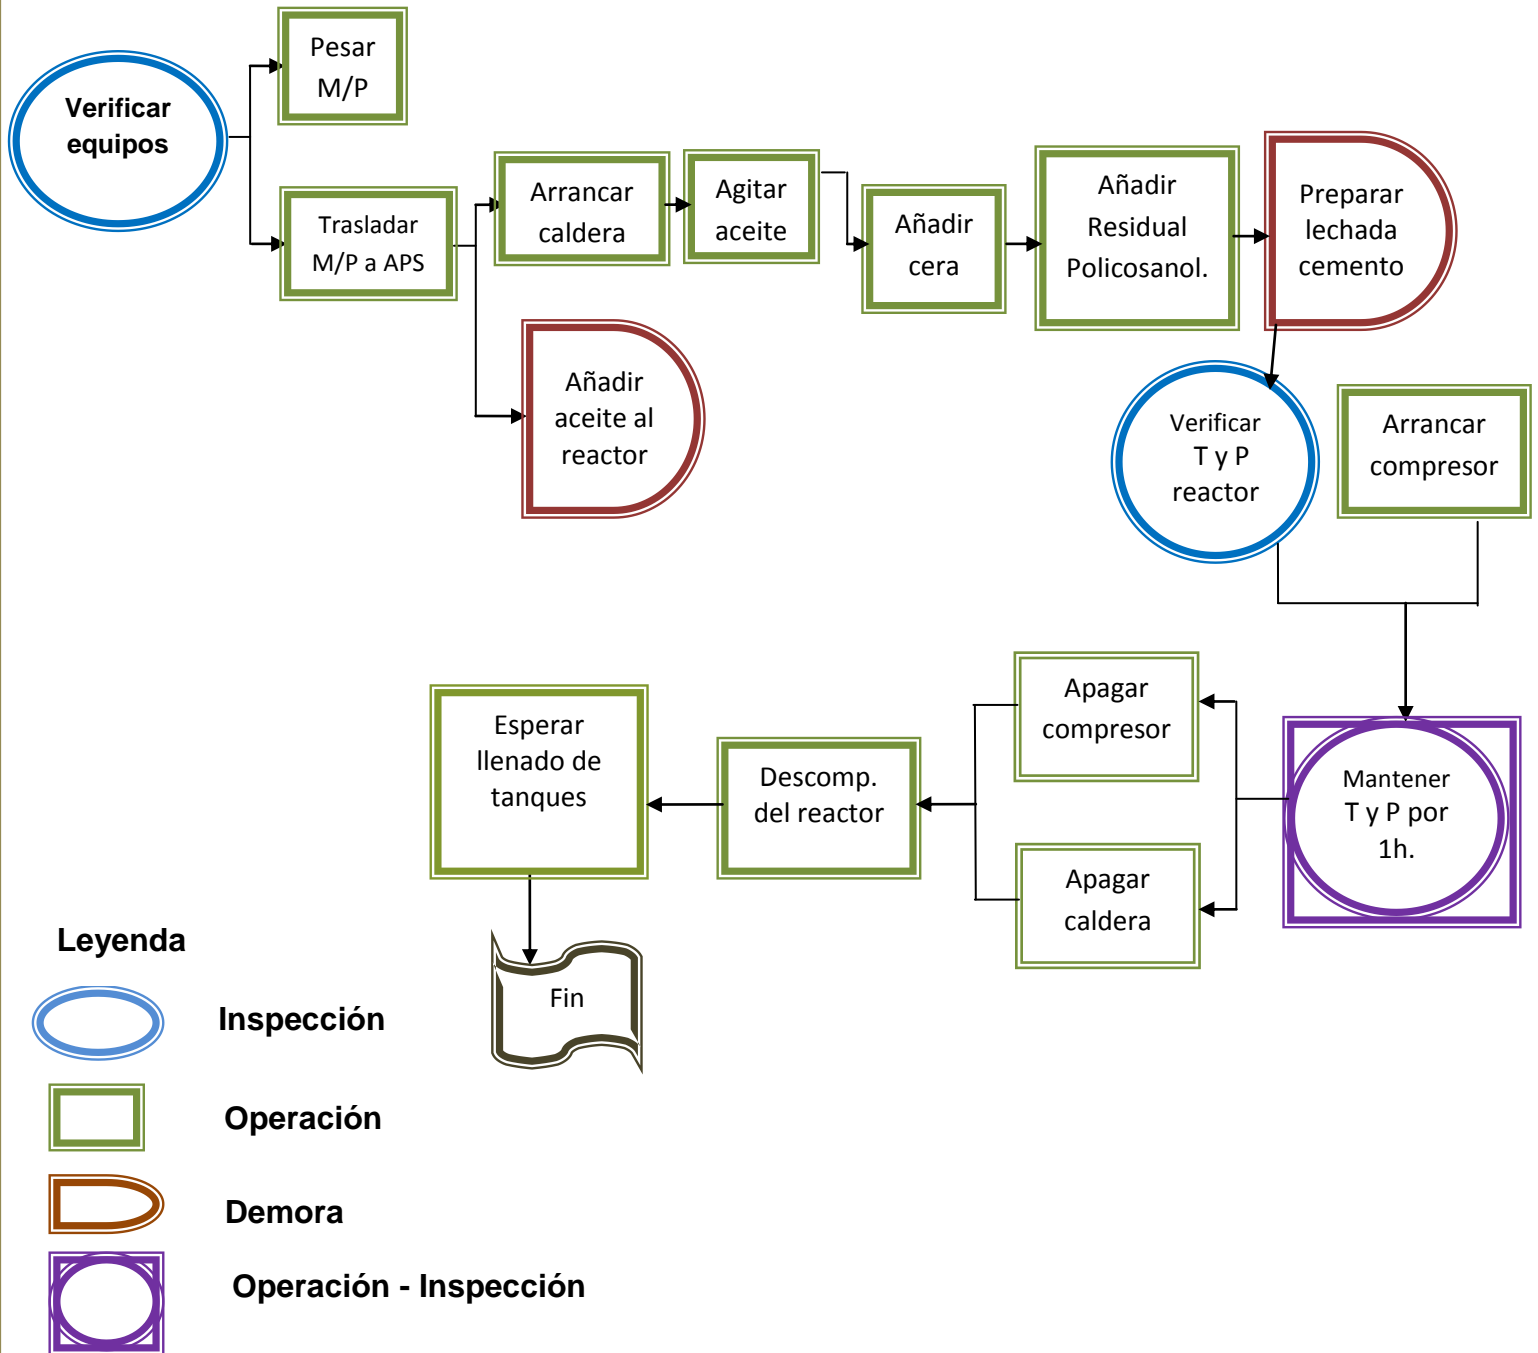 Verificar
equipos
Pesar
M/P
Trasladar
M/P a APS
Arrancar
caldera
Agitar
aceite
Añadir
cera
Añadir
Residual
Policosanol.
Preparar
lechada
cemento
Añadir
aceite al
reactor
Verificar
T y P
reactor
Arrancar
compresor
Mantener
T y P por
1h.
Apagar
compresor
Apagar
caldera
Descomp.
del reactor
Esperar
llenado de
tanques
Fin
Leyenda
Inspección
Operación
Demora
Operación - Inspección